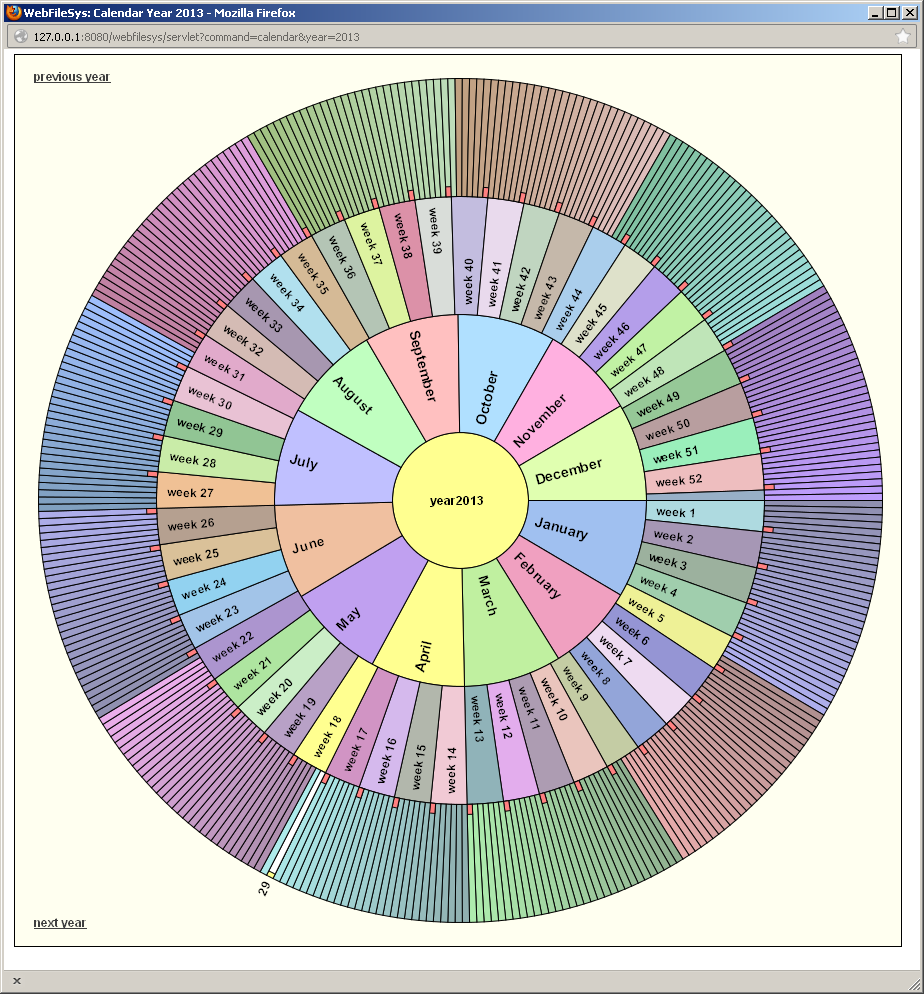 WebFileSys: Calendar Year 2013 - Mozilla Firefox
127.0.0.1:8080/webfilesys/servlet?command=calendar&year=2013
previous year
year2013
January
February
March
April
May
June
July
August
September
October
November
December
week 1
week 2
week 3
week 4
week 5
week 6
week 7
week 8
week 9
week 10
week 11
week 12
week 13
week 14
week 15
week 16
week 17
week 18
week 19
week 20
week 21
week 22
week 23
week 24
week 25
week 26
week 27
week 28
week 29
week 30
week 31
week 32
week 33
week 34
week 35
week 36
week 37
week 38
week 39
week 40
week 41
week 42
week 43
week 44
week 45
week 46
week 47
week 48
week 49
week 50
week 51
week 52
29
next year